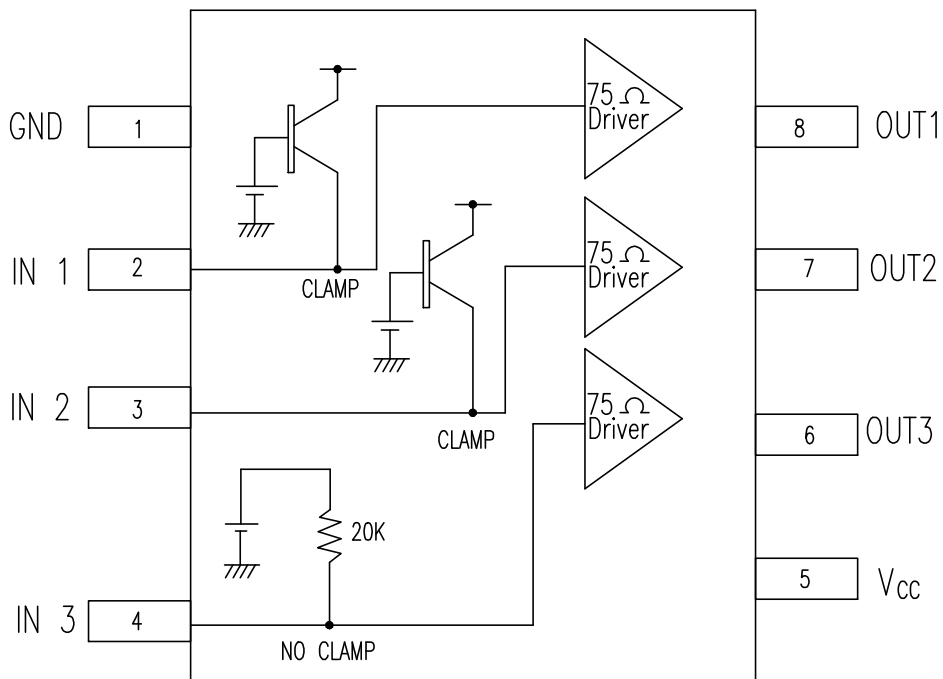 GND
1
75 Ω
Driver
8
OUT1
IN 1
2
CLAMP
75 Ω
Driver
7
OUT2
IN 2
3
CLAMP
75 Ω
Driver
6
OUT3
20K
5
VCC
IN 3
4
NO CLAMP